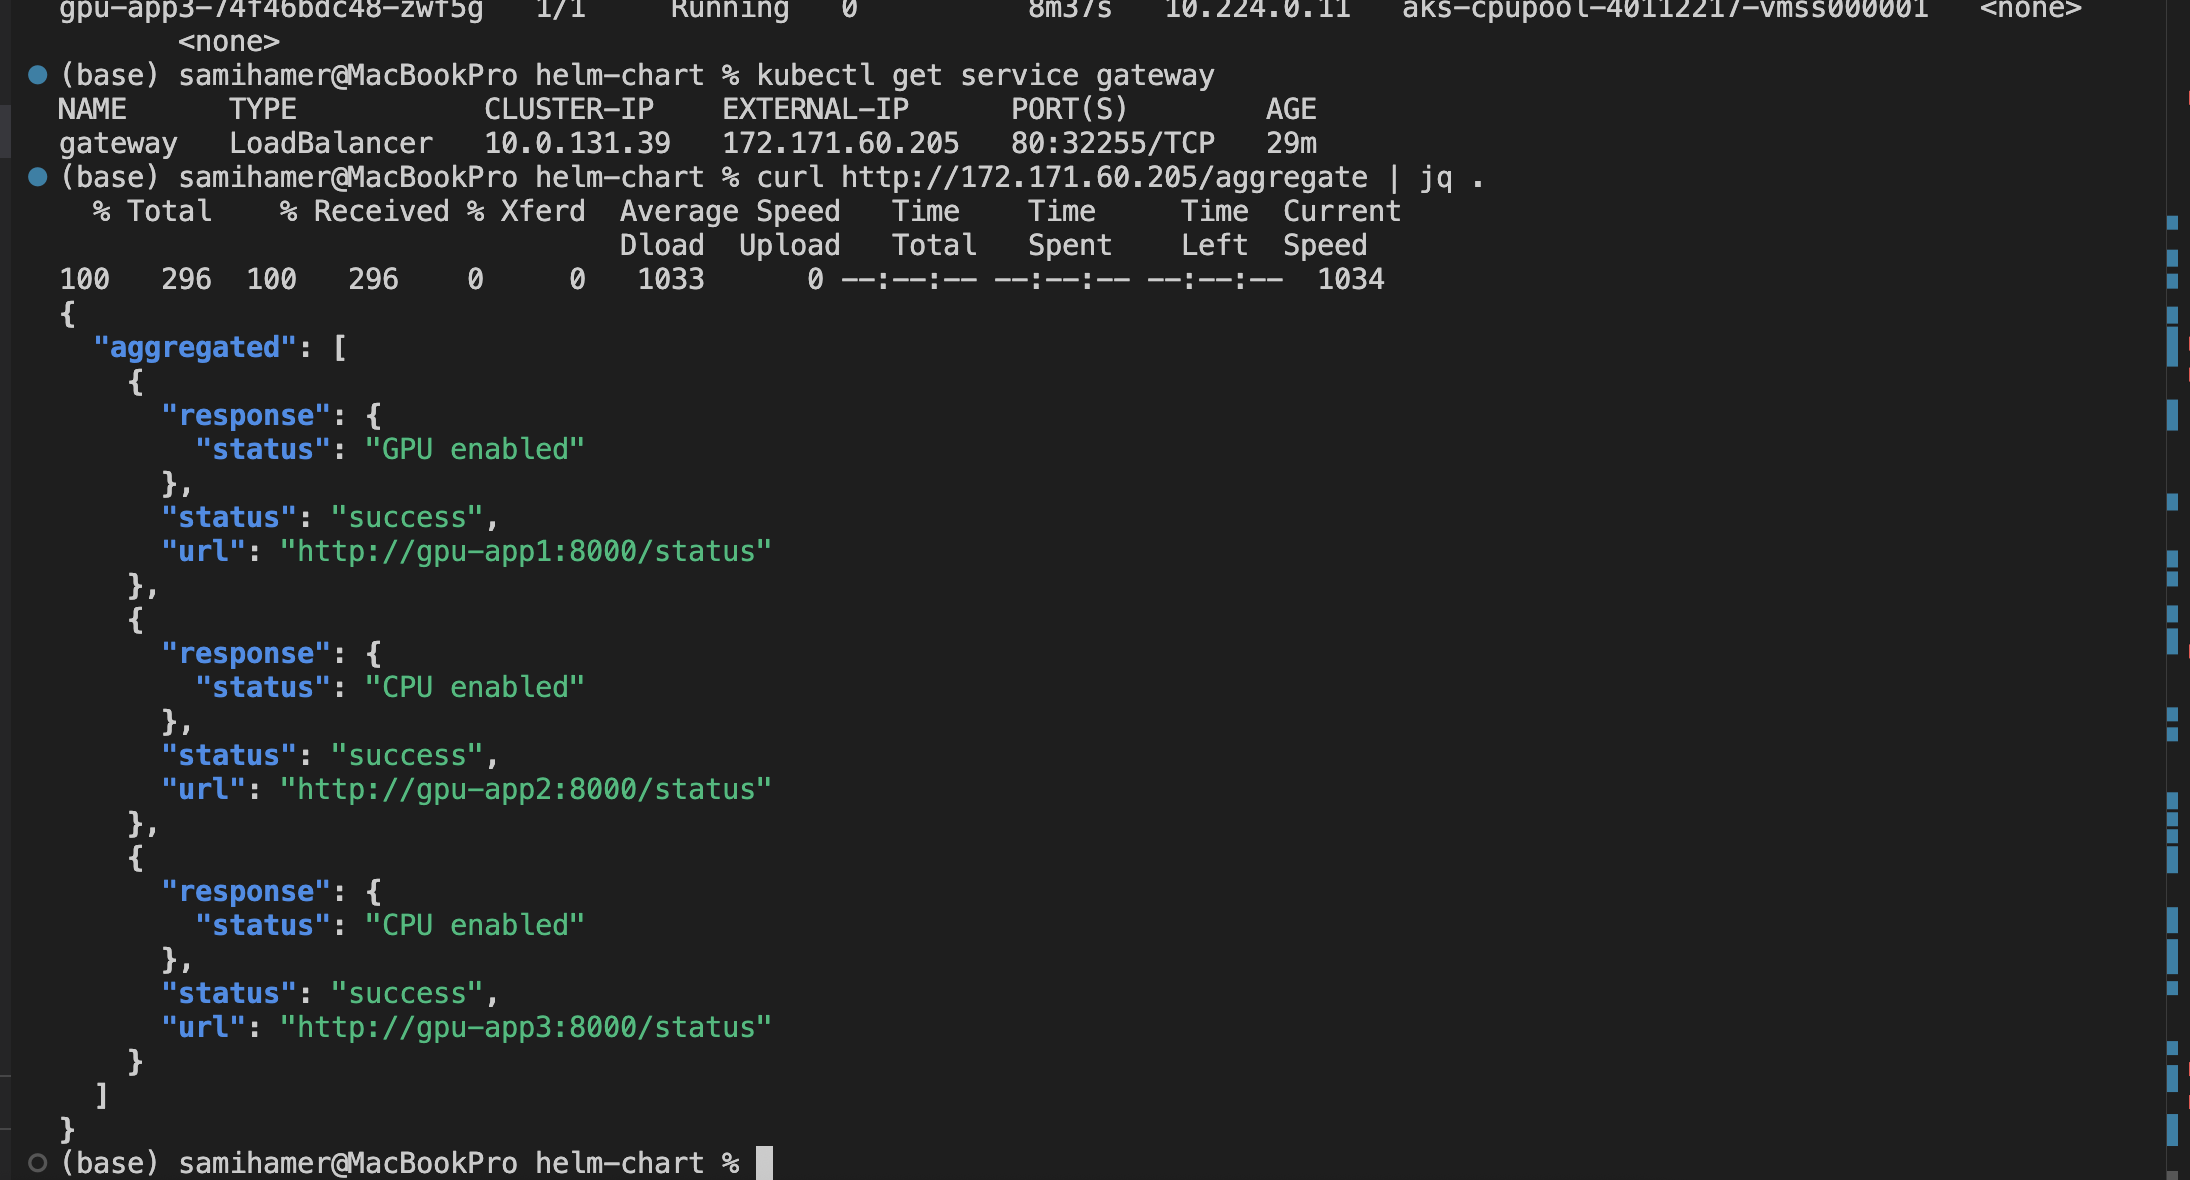 gpu-app3-74f46bdc48-zwf5g   1/1     Running   0          8m37s   10.224.0.11   aks-cpupool-40112217-vmss000001   <none>
       <none>
(base) samihamer@MacBookPro helm-chart % kubectl get service gateway
NAME      TYPE           CLUSTER-IP    EXTERNAL-IP      PORT(S)        AGE
gateway   LoadBalancer   10.0.131.39   172.171.60.205   80:32255/TCP   29m
(base) samihamer@MacBookPro helm-chart % curl http://172.171.60.205/aggregate | jq .
  % Total    % Received % Xferd  Average Speed   Time    Time     Time  Current
                                 Dload  Upload   Total   Spent    Left  Speed
100   296  100   296    0     0   1033      0 --:--:-- --:--:-- --:--:--  1034
{
  "aggregated": [
    {
      "response": {
        "status": "GPU enabled"
      },
      "status": "success",
      "url": "http://gpu-app1:8000/status"
    },
    {
      "response": {
        "status": "CPU enabled"
      },
      "status": "success",
      "url": "http://gpu-app2:8000/status"
    },
    {
      "response": {
        "status": "CPU enabled"
      },
      "status": "success",
      "url": "http://gpu-app3:8000/status"
    }
  ]
}
(base) samihamer@MacBookPro helm-chart %